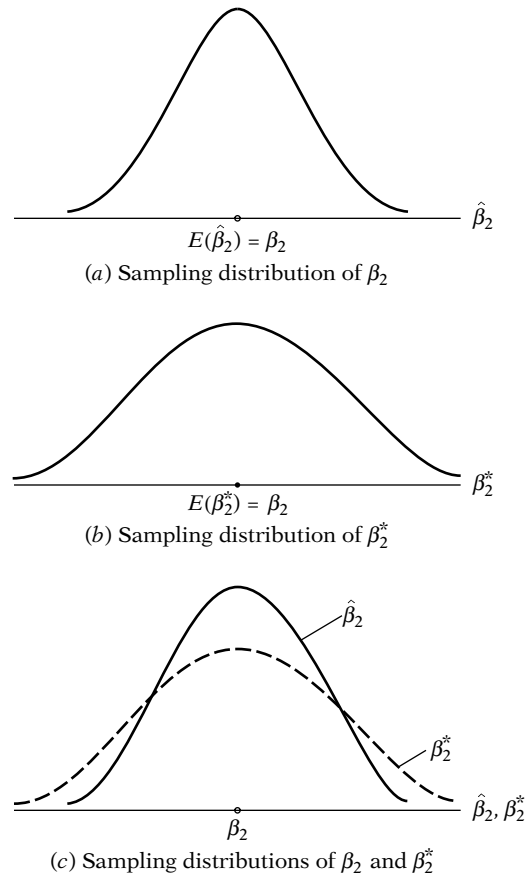 β̂₂
E(β̂₂) = β₂
(a) Sampling distribution of β₂
β₂*
E(β₂*) = β₂
(b) Sampling distribution of β₂*
β̂₂
β₂*
β̂₂, β₂*
β₂
(c) Sampling distributions of β₂ and β₂*